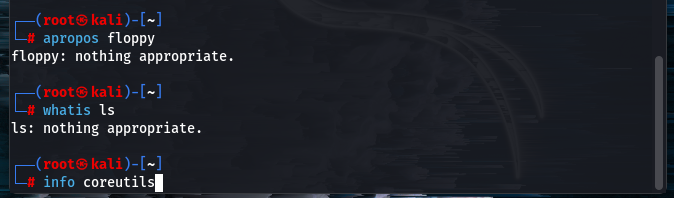 ┌──(root㉿kali)-[~]
└─# apropos floppy
floppy: nothing appropriate.
┌──(root㉿kali)-[~]
└─# whatis ls
ls: nothing appropriate.
┌──(root㉿kali)-[~]
└─# info coreutils